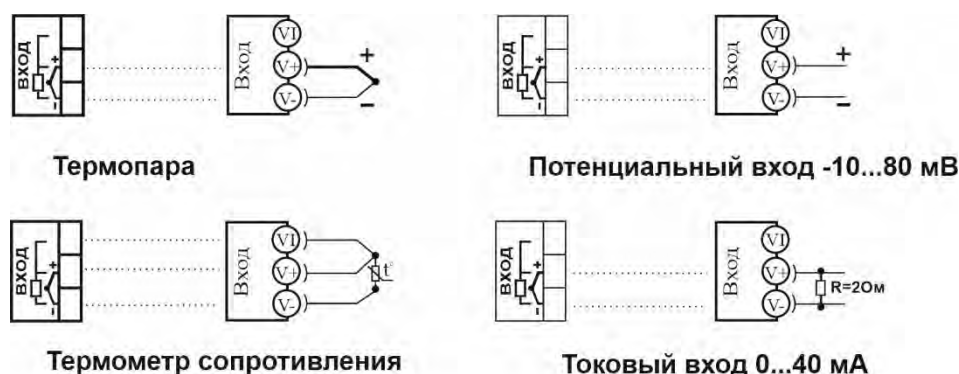 ВХОД
+
-
Вход
VI
V+
V-
+
−
Термопара
ВХОД
+
-
Вход
VI
V+
V-
+
−
Потенциальный вход -10...80 мВ
ВХОД
+
-
Вход
VI
V+
V-
t°
Термометр сопротивления
ВХОД
+
-
Вход
VI
V+
V-
R=2Ом
Токовый вход 0...40 мА